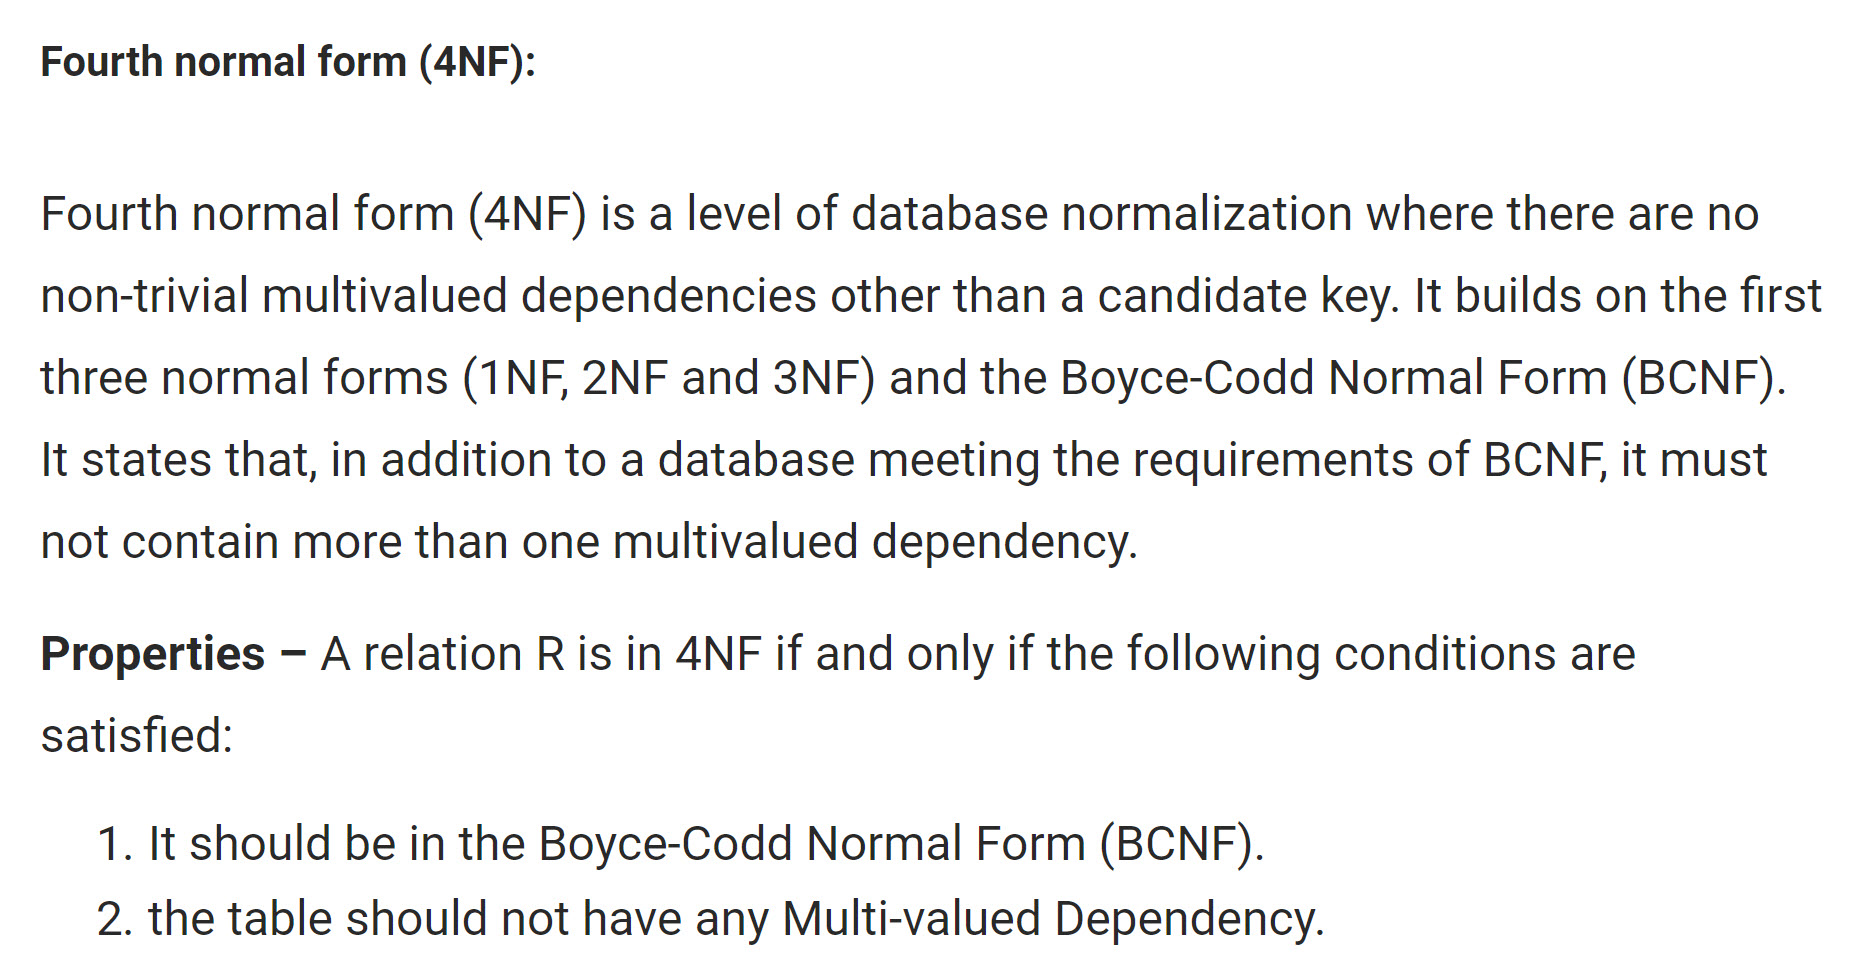 Fourth normal form (4NF):
Fourth normal form (4NF) is a level of database normalization where there are no
non-trivial multivalued dependencies other than a candidate key. It builds on the first
three normal forms (1NF, 2NF and 3NF) and the Boyce-Codd Normal Form (BCNF).
It states that, in addition to a database meeting the requirements of BCNF, it must
not contain more than one multivalued dependency.
Properties – A relation R is in 4NF if and only if the following conditions are
satisfied:
1. It should be in the Boyce-Codd Normal Form (BCNF).
2. the table should not have any Multi-valued Dependency.